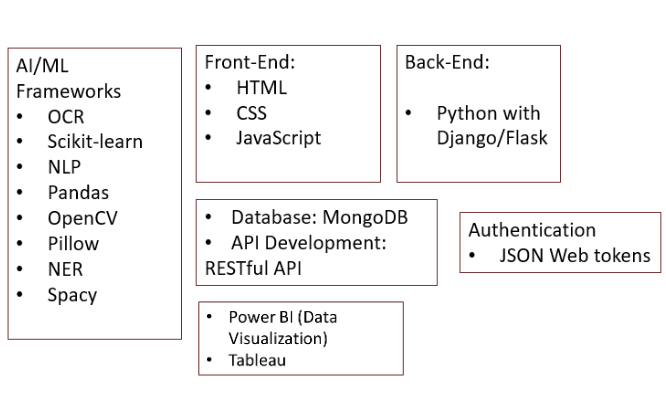 AI/ML
Frameworks
• OCR
• Scikit-learn
• NLP
• Pandas
• OpenCV
• Pillow
• NER
• Spacy
Front-End:
• HTML
• CSS
• JavaScript
Back-End:
• Python with
Django/Flask
• Database: MongoDB
• API Development:
RESTful API
Authentication
• JSON Web tokens
• Power BI (Data
Visualization)
• Tableau